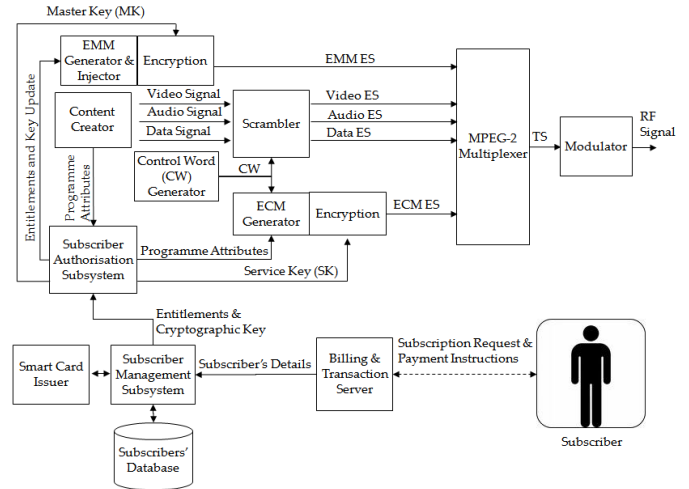 Master Key (MK)
EMM
Generator &
Injector
Encryption
EMM ES
Entitlements and Key Update
Content
Creator
Video Signal
Audio Signal
Data Signal
Scrambler
Video ES
Audio ES
Data ES
MPEG-2
Multiplexer
TS
Modulator
RF
Signal
Control Word
(CW)
Generator
CW
Programme
Attributes
ECM
Generator
Encryption
ECM ES
Subscriber
Authorisation
Subsystem
Programme Attributes
Service Key (SK)
Entitlements &
Cryptographic Key
Smart Card
Issuer
Subscriber
Management
Subsystem
Subscriber's Details
Billing &
Transaction
Server
Subscription Request &
Payment Instructions
Subscriber
Subscribers'
Database